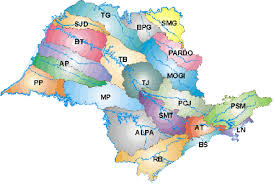 TG
BPG
SMG
SJD
PARDO
BT
TB
AP
TJ
MOGI
PP
MP
PCJ
PSM
SMT
ALPA
AT
LN
BS
RB